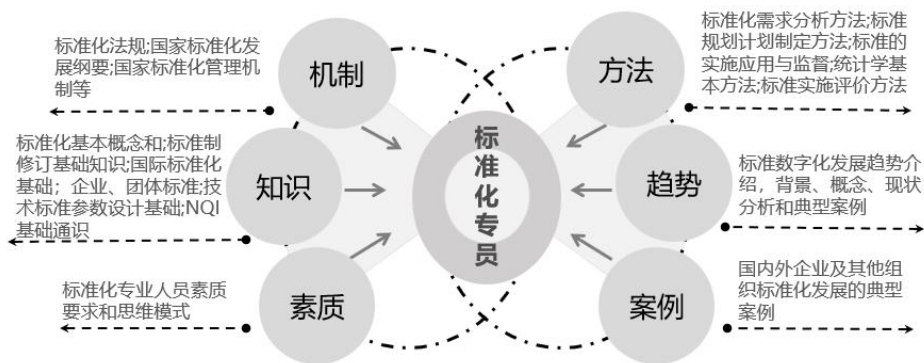 标准化法规;国家标准化发
展纲要;国家标准化管理机
制等
机制
标准化基本概念和;标准制
修订基础知识;国际标准化
基础；企业、团体标准;技
术标准参数设计基础;NQI
基础通识
知识
标准化专业人员素质
要求和思维模式
素质
标准化专员
方法
标准化需求分析方法;标准
规划计划制定方法;标准的
实施应用与监督;统计学基
本方法;标准实施评价方法
趋势
标准数字化发展趋势介
绍，背景、概念、现状
分析和典型案例
案例
国内外企业及其他组
织标准化发展的典型
案例